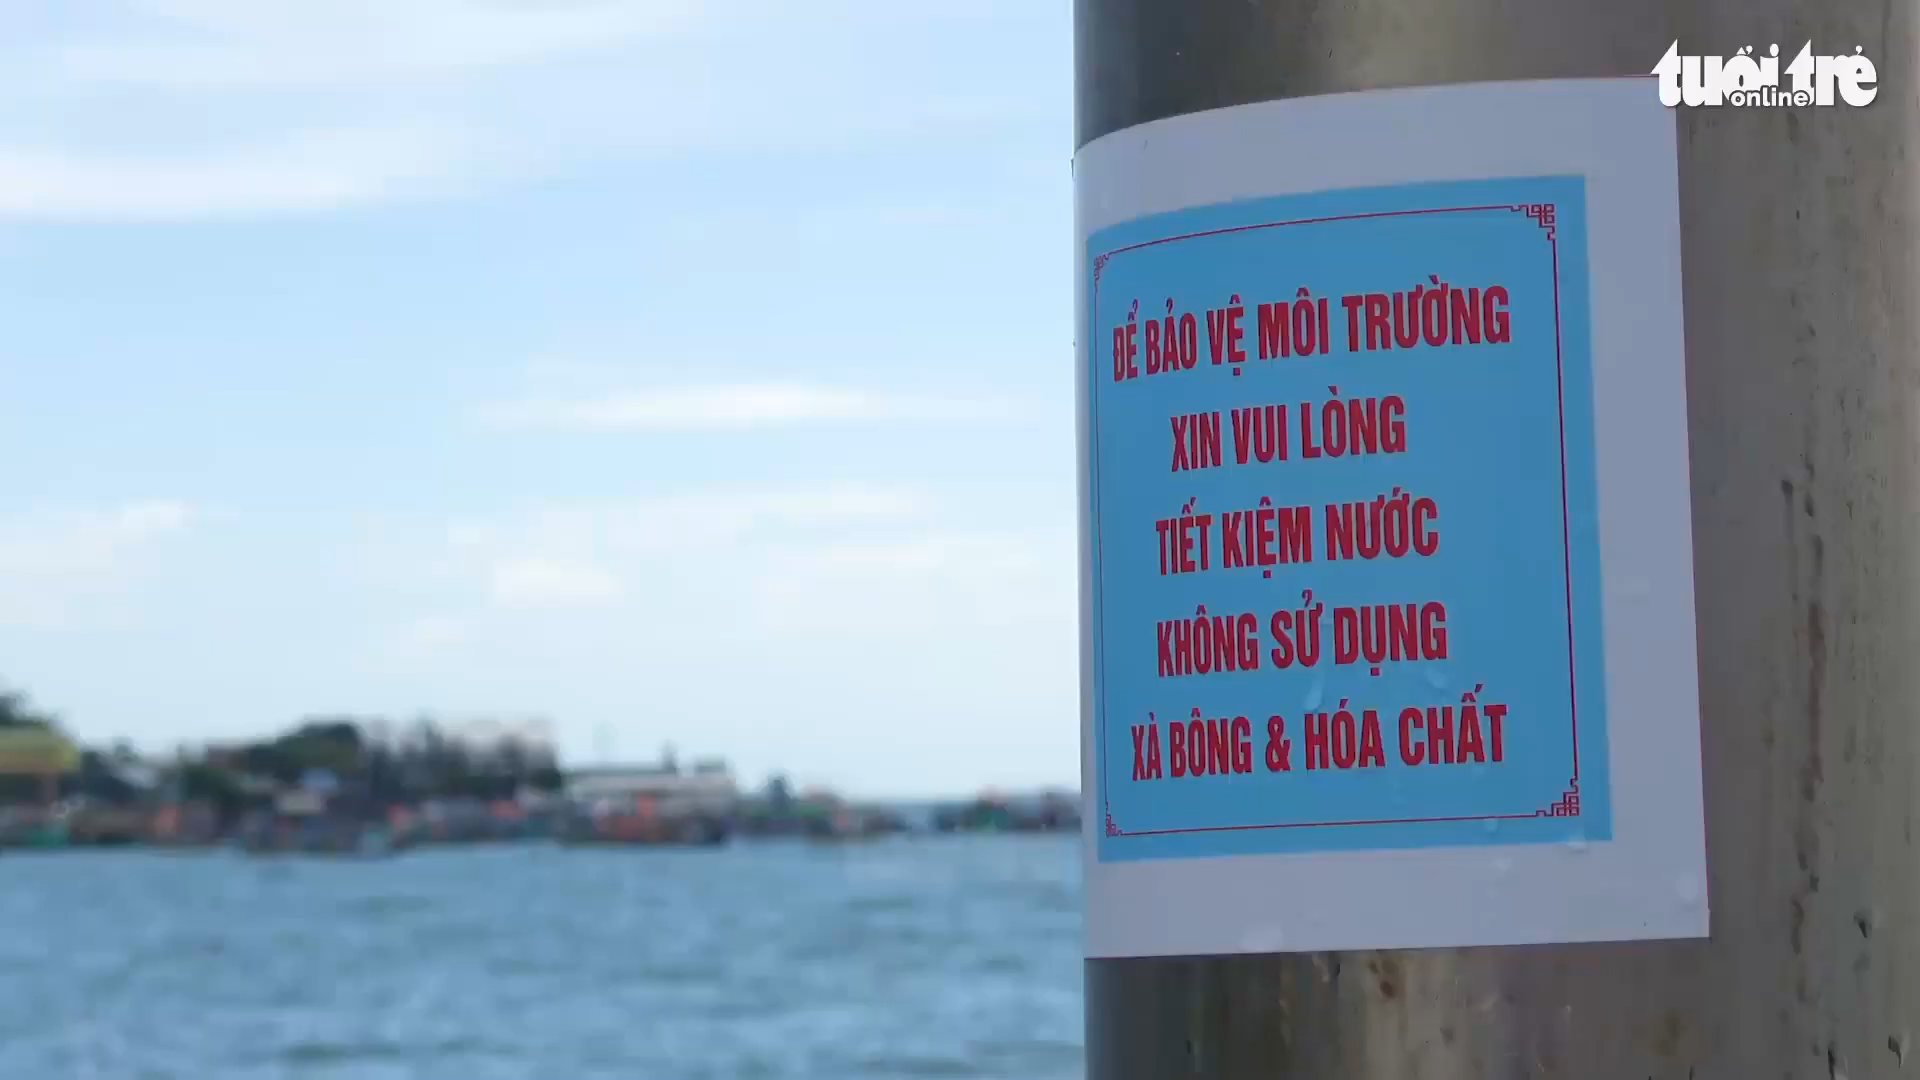 tuổi trẻ
online
ĐỂ BẢO VỆ MÔI TRƯỜNG
XIN VUI LÒNG
TIẾT KIỆM NƯỚC
KHÔNG SỬ DỤNG
XÀ BÔNG & HÓA CHẤT